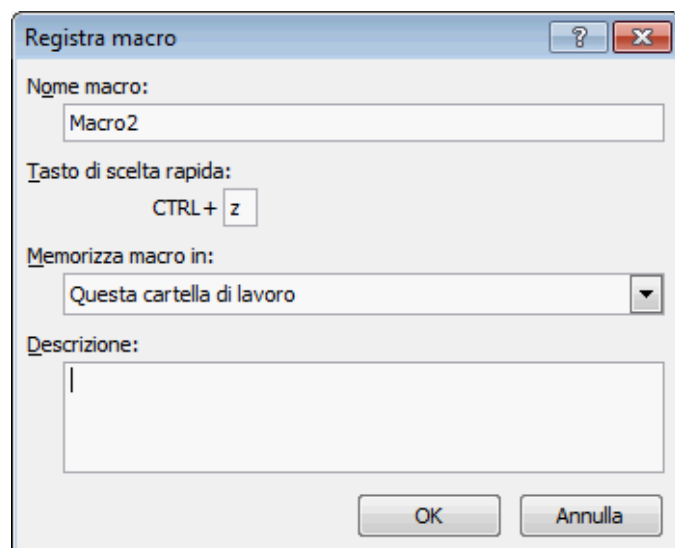 Registra macro
Nome macro:
Macro2
Tasto di scelta rapida:
CTRL+ z
Memorizza macro in:
Questa cartella di lavoro
Descrizione:
OK Annulla